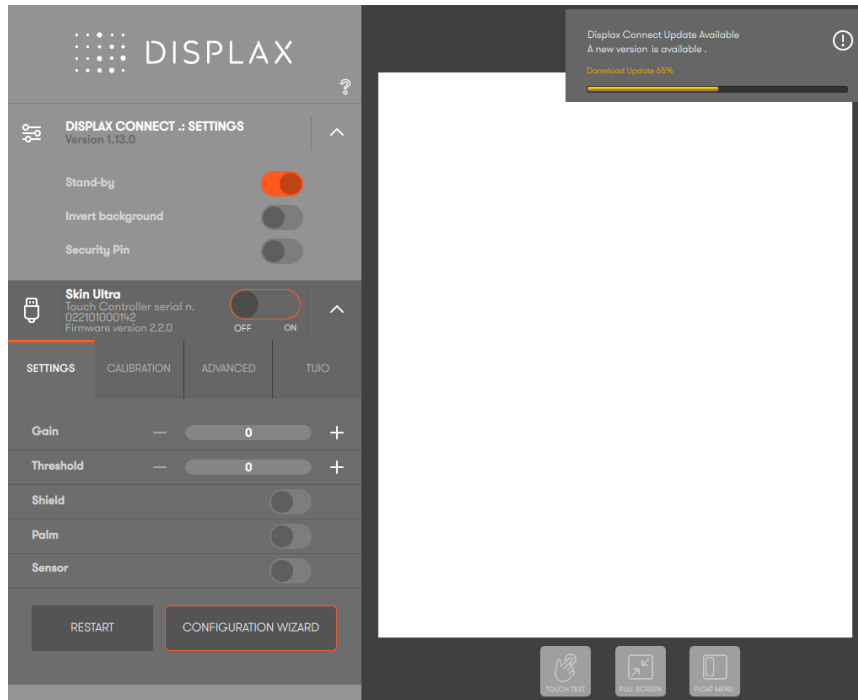 DISPLAX
?
DISPLAX CONNECT .: SETTINGS
Version 1.13.0
Stand-by
Invert background
Security Pin
Skin Ultra
Touch Controller serial n.
022101000142
Firmware version 2.2.0
OFF ON
SETTINGS CALIBRATION ADVANCED TUIO
Gain — 0 +
Threshold — 0 +
Shield
Palm
Sensor
RESTART CONFIGURATION WIZARD
Displax Connect Update Available
A new version is available .
Donwload Update 65%
TOUCH TEST FULL SCREEN FLOAT MENU